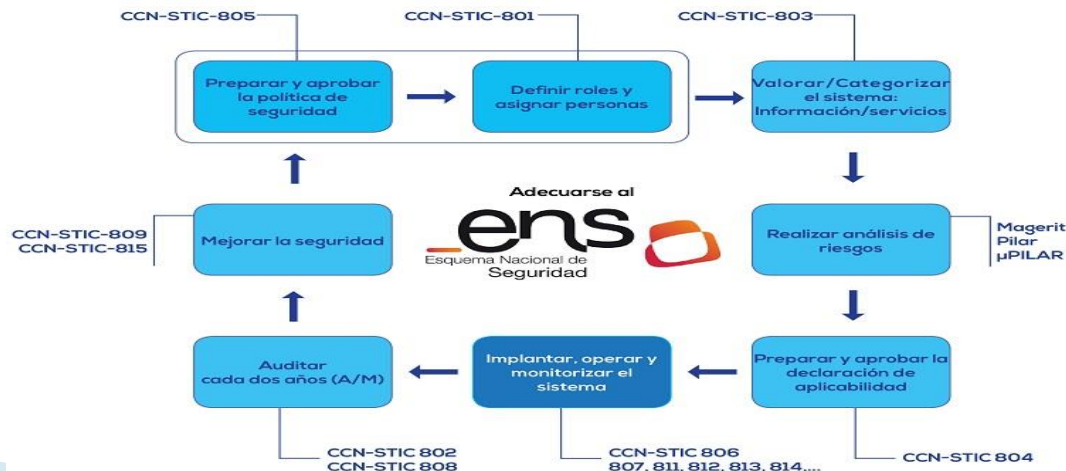 CCN-STIC-805
CCN-STIC-801
CCN-STIC-803
Preparar y aprobar
la política de
seguridad
Definir roles y
asignar personas
Valorar/Categorizar
el sistema:
Información/servicios
Adecuarse al
ens
Esquema Nacional de
Seguridad
CCN-STIC-809
CCN-STIC-815
Mejorar la seguridad
Realizar análisis de
riesgos
Magerit
Pilar
µPILAR
Auditar
cada dos años (A/M)
Implantar, operar y
monitorizar el
sistema
Preparar y aprobar la
declaración de
aplicabilidad
CCN-STIC 802
CCN-STIC 808
CCN-STIC 806
807, 811, 812, 813, 814,...
CCN-STIC 804